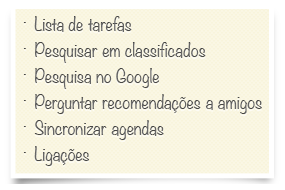 · Lista de tarefas
· Pesquisar em classificados
· Pesquisa no Google
· Perguntar recomendações a amigos
· Sincronizar agendas
· Ligações